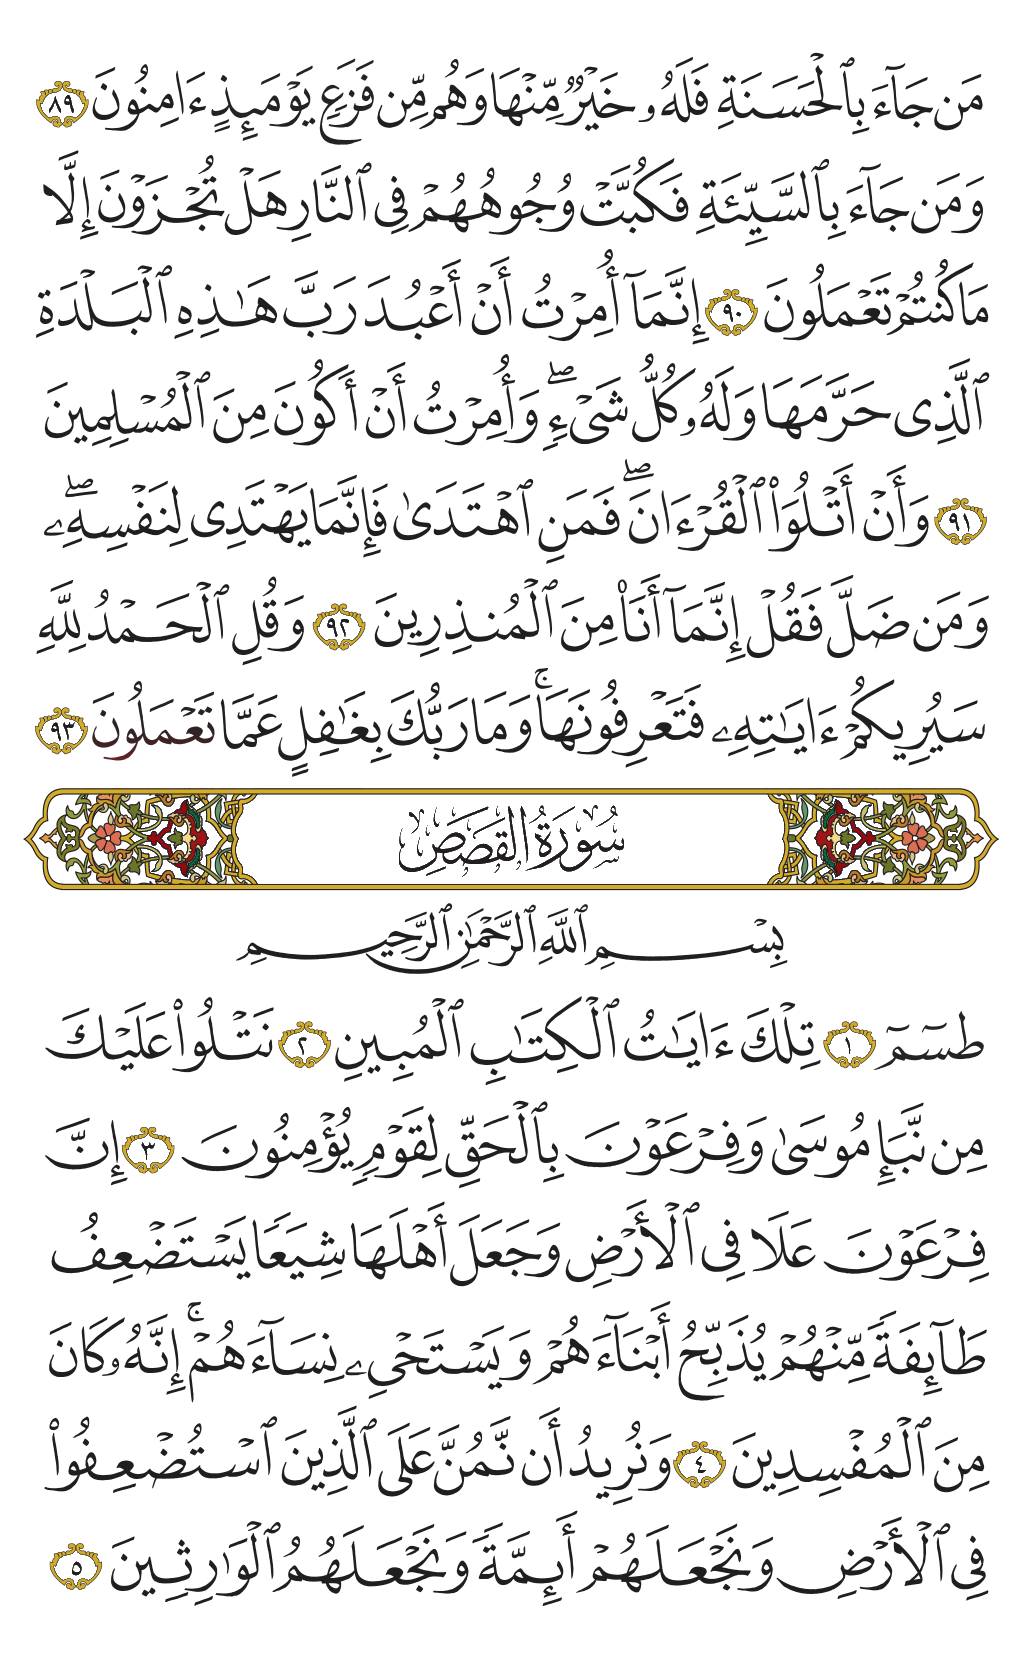 مَن جَآءَ بِٱلْحَسَنَةِ فَلَهُۥ خَيْرٌ مِّنْهَا وَهُم مِّن فَزَعٍ يَوْمَئِذٍ ءَامِنُونَ ٨٩
وَمَن جَآءَ بِٱلسَّيِّئَةِ فَكُبَّتْ وُجُوهُهُمْ فِى ٱلنَّارِ هَلْ تُجْزَوْنَ إِلَّا
مَا كُنتُمْ تَعْمَلُونَ ٩٠ إِنَّمَآ أُمِرْتُ أَنْ أَعْبُدَ رَبَّ هَـٰذِهِ ٱلْبَلْدَةِ
ٱلَّذِى حَرَّمَهَا وَلَهُۥ كُلُّ شَىْءٍ ۖ وَأُمِرْتُ أَنْ أَكُونَ مِنَ ٱلْمُسْلِمِينَ
٩١ وَأَنْ أَتْلُوَا۟ ٱلْقُرْءَانَ ۖ فَمَنِ ٱهْتَدَىٰ فَإِنَّمَا يَهْتَدِى لِنَفْسِهِۦ ۖ
وَمَن ضَلَّ فَقُلْ إِنَّمَآ أَنَا۠ مِنَ ٱلْمُنذِرِينَ ٩٢ وَقُلِ ٱلْحَمْدُ لِلَّهِ
سَيُرِيكُمْ ءَايَـٰتِهِۦ فَتَعْرِفُونَهَا ۚ وَمَا رَبُّكَ بِغَـٰفِلٍ عَمَّا تَعْمَلُونَ ٩٣
سُورَةُ القَصَصِ
بِسْمِ ٱللَّهِ ٱلرَّحْمَـٰنِ ٱلرَّحِيمِ
طسٓمٓ ١ تِلْكَ ءَايَـٰتُ ٱلْكِتَـٰبِ ٱلْمُبِينِ ٢ نَتْلُوا۟ عَلَيْكَ
مِن نَّبَإِ مُوسَىٰ وَفِرْعَوْنَ بِٱلْحَقِّ لِقَوْمٍ يُؤْمِنُونَ ٣ إِنَّ
فِرْعَوْنَ عَلَا فِى ٱلْأَرْضِ وَجَعَلَ أَهْلَهَا شِيَعًا يَسْتَضْعِفُ
طَآئِفَةً مِّنْهُمْ يُذَبِّحُ أَبْنَآءَهُمْ وَيَسْتَحْىِۦ نِسَآءَهُمْ ۚ إِنَّهُۥ كَانَ
مِنَ ٱلْمُفْسِدِينَ ٤ وَنُرِيدُ أَن نَّمُنَّ عَلَى ٱلَّذِينَ ٱسْتُضْعِفُوا۟
فِى ٱلْأَرْضِ وَنَجْعَلَهُمْ أَئِمَّةً وَنَجْعَلَهُمُ ٱلْوَٰرِثِينَ ٥